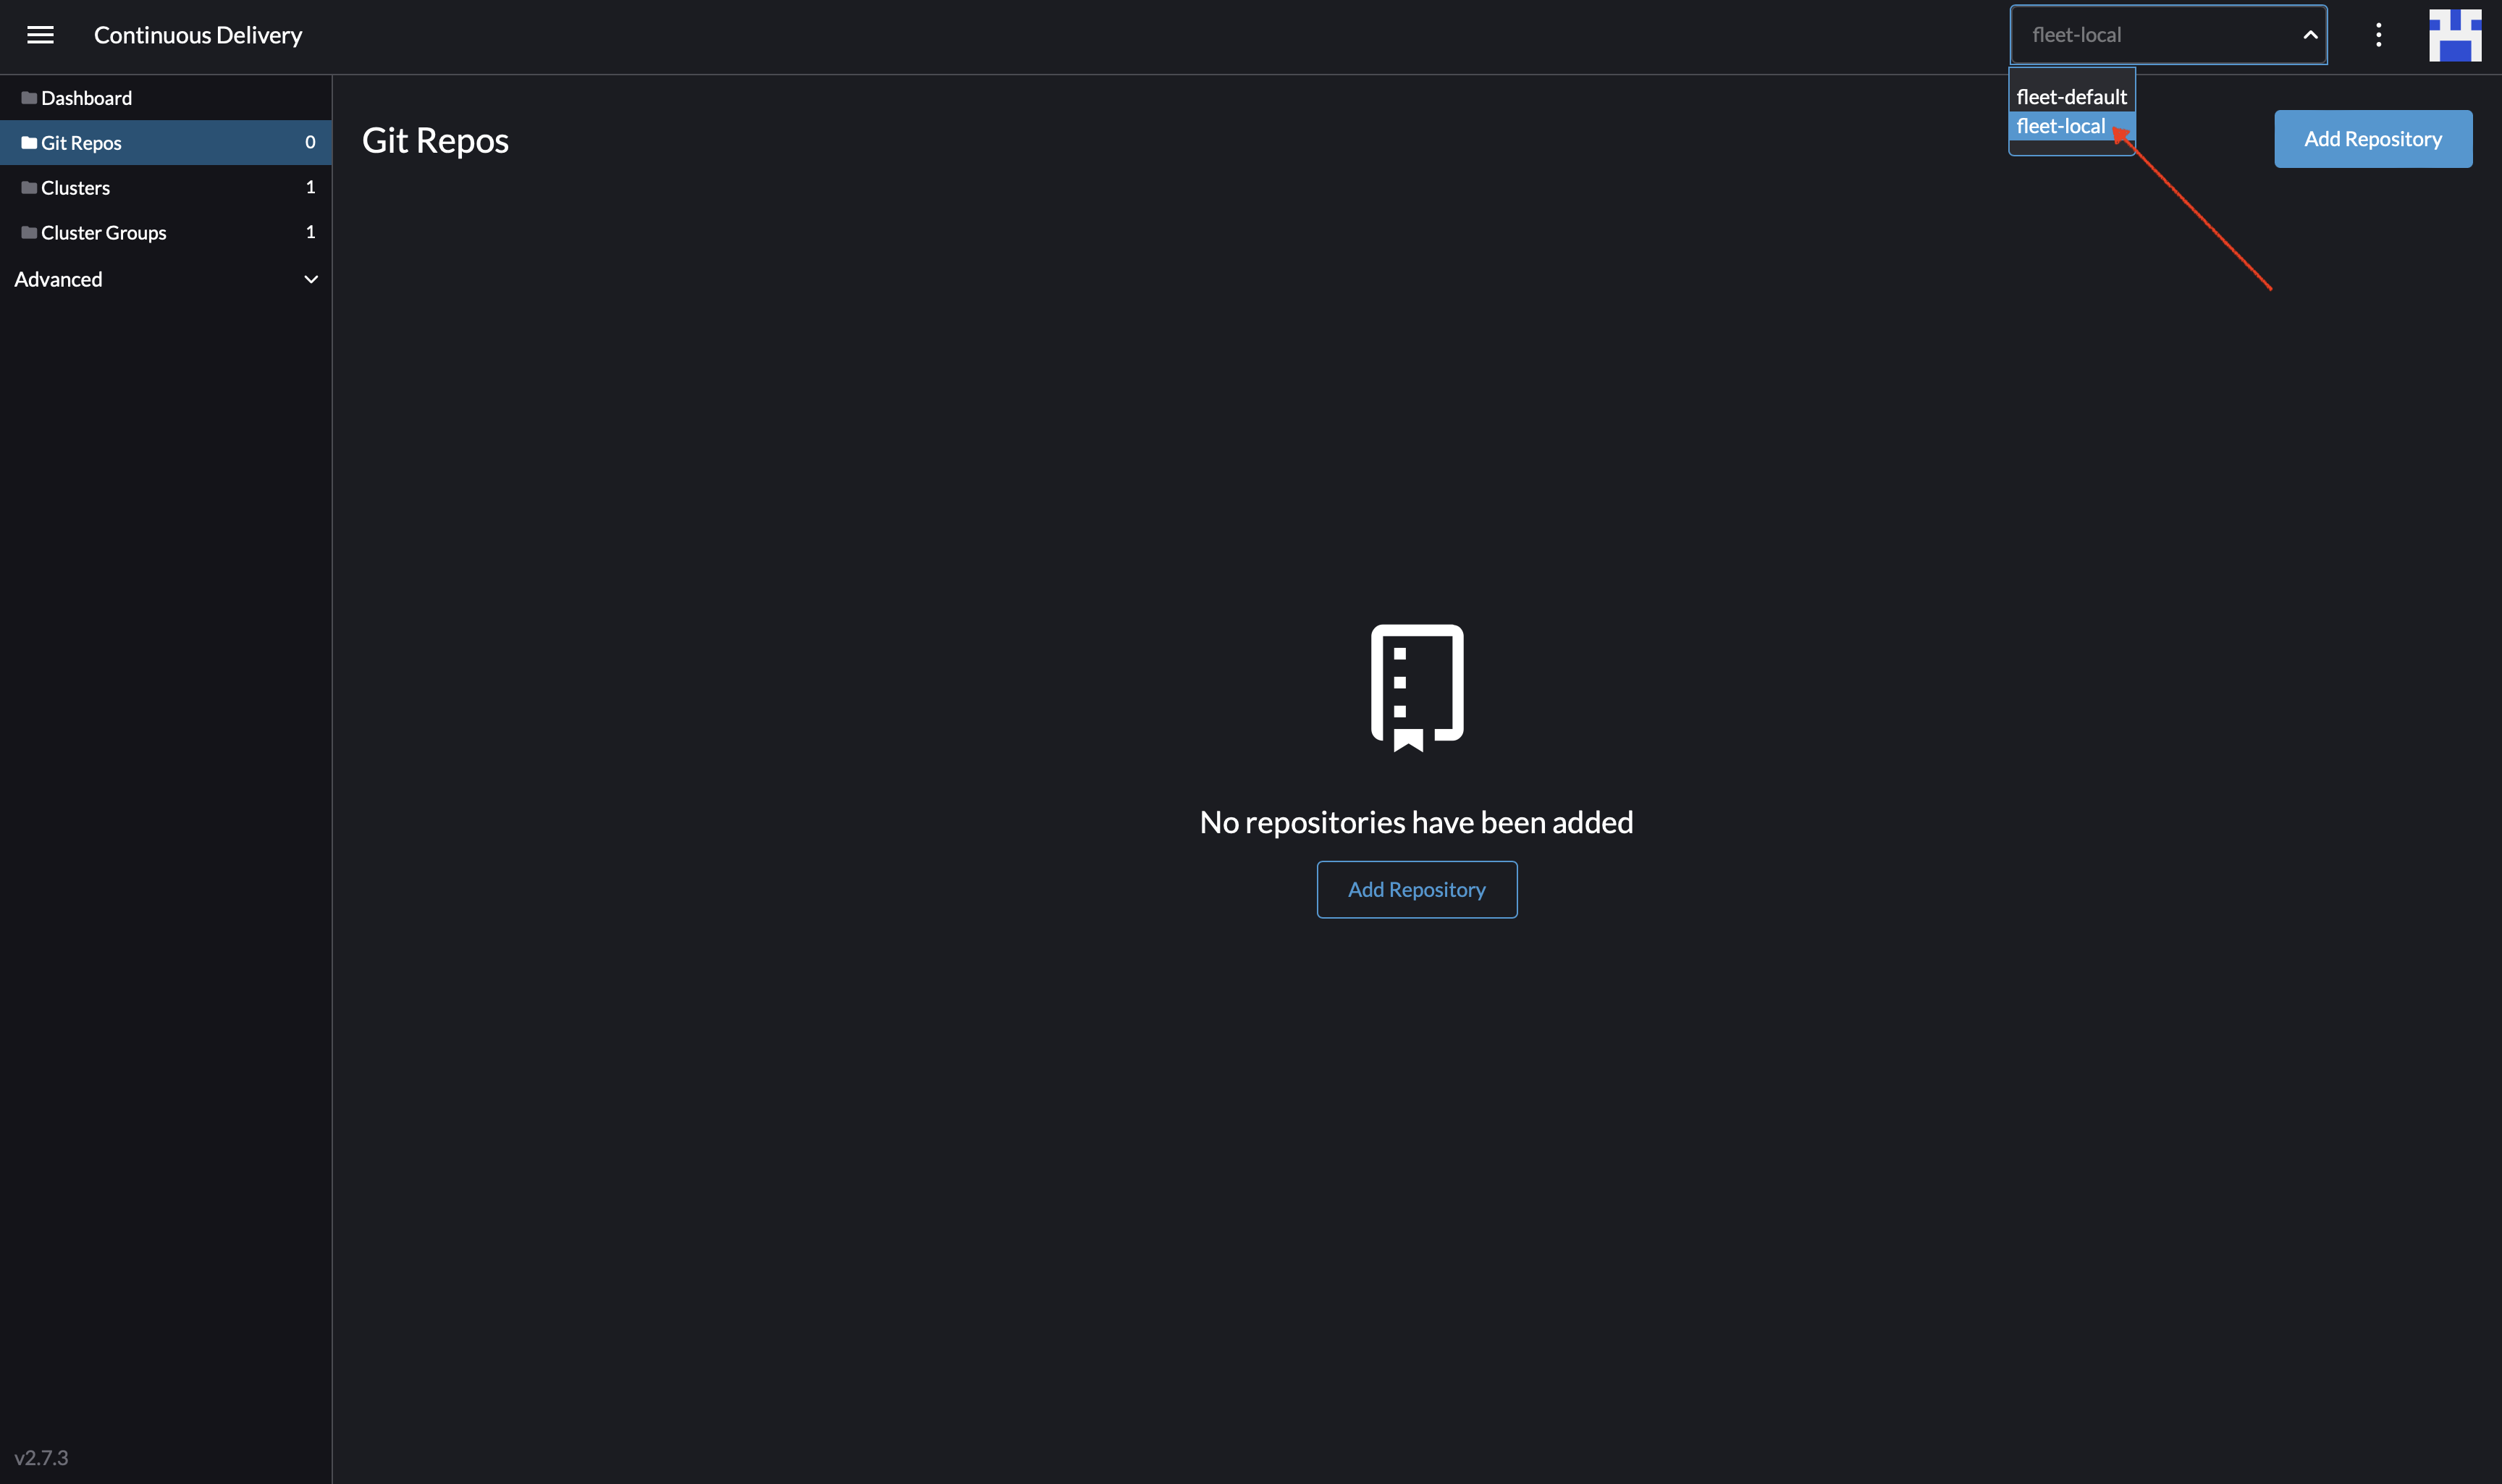 Continuous Delivery
fleet-local
fleet-default
fleet-local
Dashboard
Git Repos 0
Clusters 1
Cluster Groups 1
Advanced
Git Repos
Add Repository
No repositories have been added
Add Repository
v2.7.3